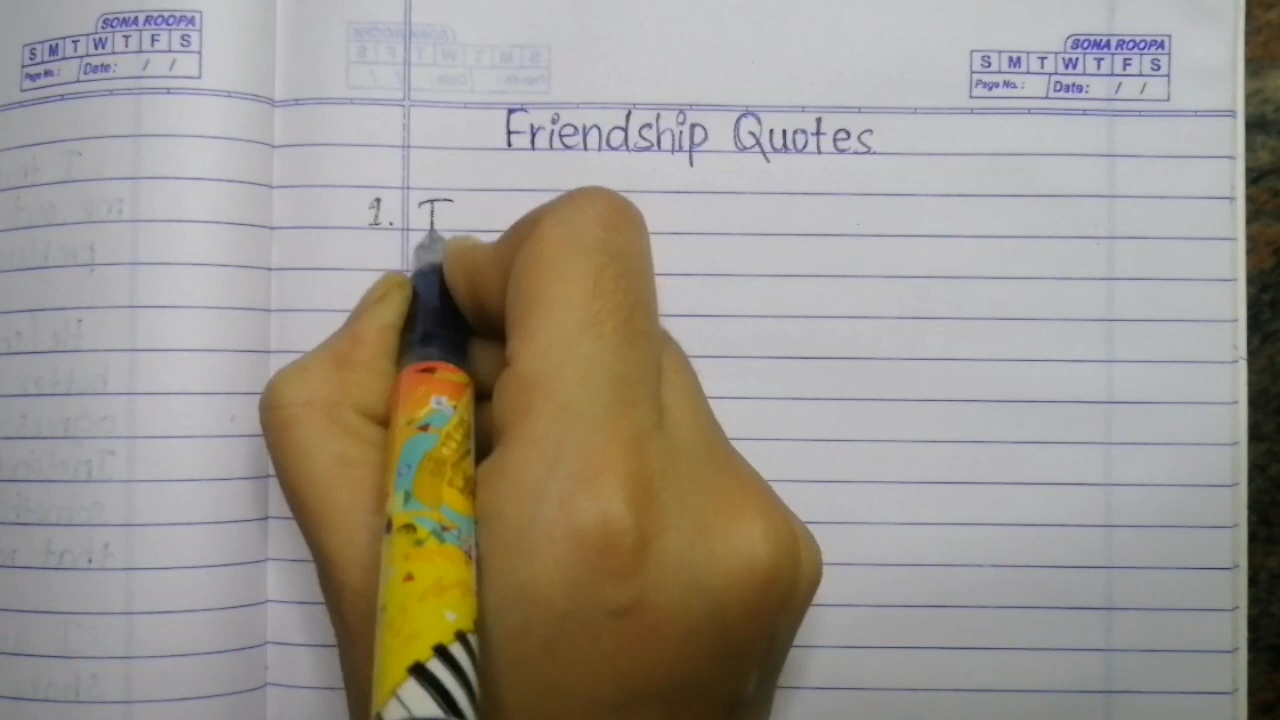 SONA ROOPA
S M T W T F S
Page No.: Date: / /
SONA ROOPA
S M T W T F S
Page No.: Date: / /
Friendship Quotes
1. T